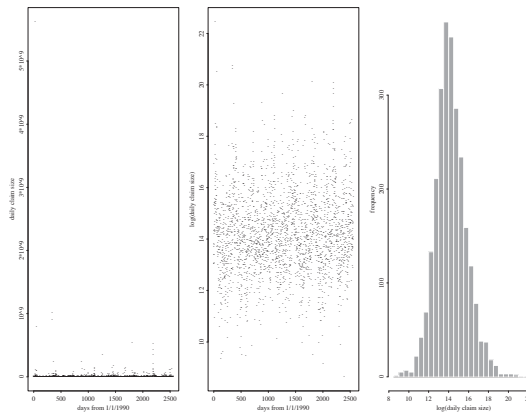 daily claim size
0
10^9
2*10^9
3*10^9
4*10^9
5*10^9
0 500 1000 1500 2000 2500
days from 1/1/1990
log(daily claim size)
10 12 14 16 18 20 22
0 500 1000 1500 2000 2500
days from 1/1/1990
frequency
0 100 200 300
8 10 12 14 16 18 20
log(daily claim size)